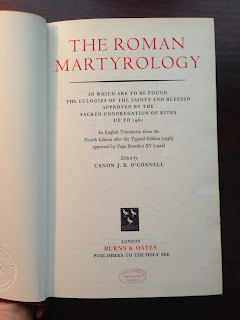 THE ROMAN
MARTYROLOGY
IN WHICH ARE TO BE FOUND
THE EULOGIES OF THE SAINTS AND BLESSED
APPROVED BY THE
SACRED CONGREGATION OF RITES
UP TO 1961
An English Translation from the
Fourth Edition after the Typical Edition (1956)
approved by Pope Benedict XV (1922)
Edited by
CANON J. B. O'CONNELL
LONDON
BURNS & OATES
PUBLISHERS TO THE HOLY SEE